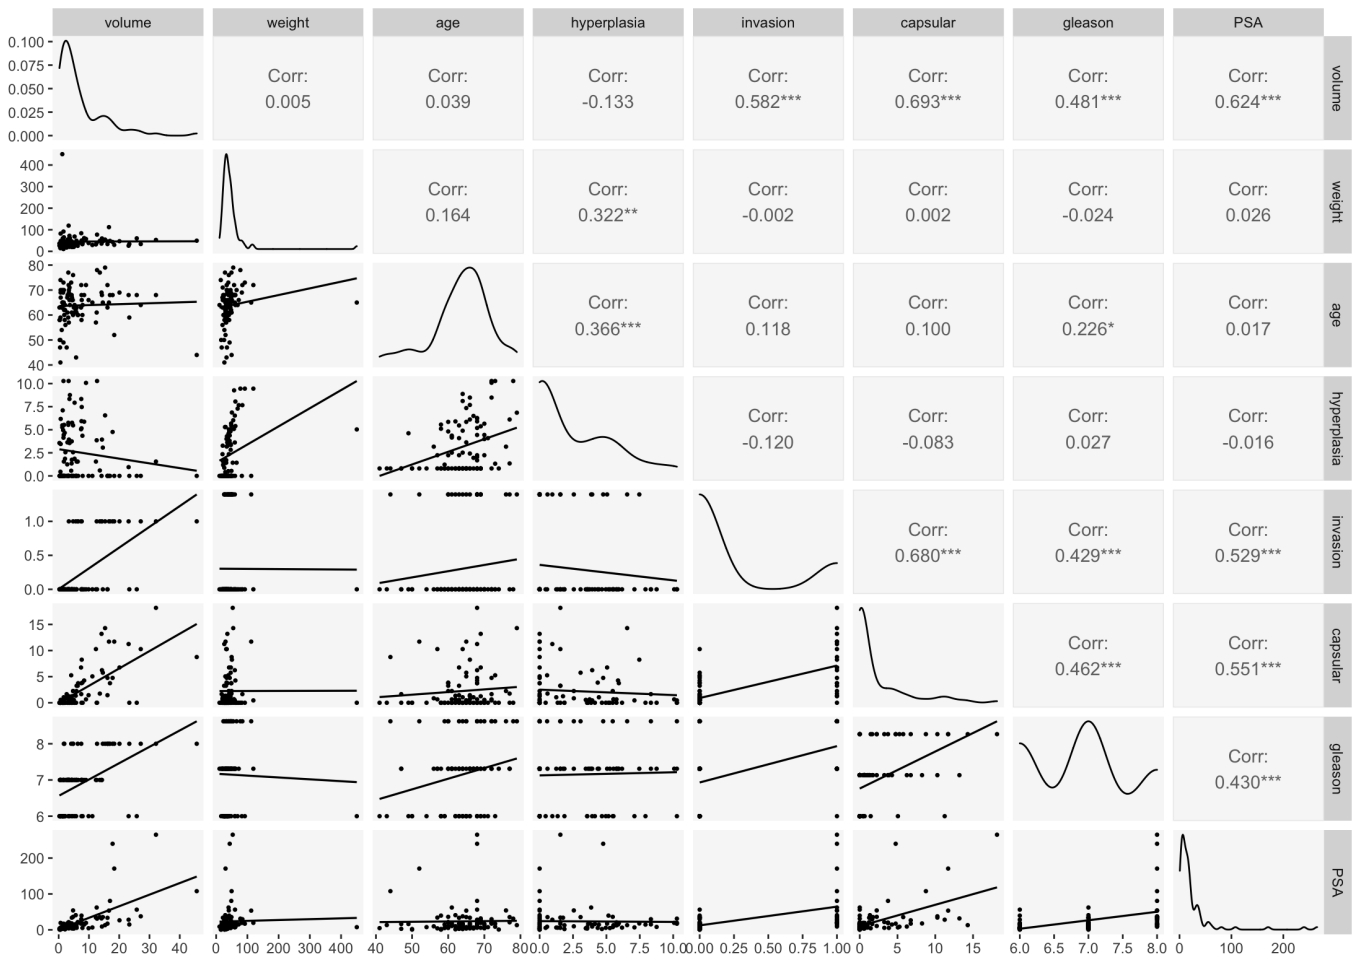 volume weight age hyperplasia invasion capsular gleason PSA
0.100
0.075
0.050
0.025
0.000
Corr:
0.005
Corr:
0.039
Corr:
-0.133
Corr:
0.582***
Corr:
0.693***
Corr:
0.481***
Corr:
0.624***
volume
400
300
200
100
0
Corr:
0.164
Corr:
0.322**
Corr:
-0.002
Corr:
0.002
Corr:
-0.024
Corr:
0.026
weight
80
70
60
50
40
Corr:
0.366***
Corr:
0.118
Corr:
0.100
Corr:
0.226*
Corr:
0.017
age
10.0
7.5
5.0
2.5
0.0
Corr:
-0.120
Corr:
-0.083
Corr:
0.027
Corr:
-0.016
hyperplasia
1.0
0.5
0.0
Corr:
0.680***
Corr:
0.429***
Corr:
0.529***
invasion
15
10
5
0
Corr:
0.462***
Corr:
0.551***
capsular
8
7
6
Corr:
0.430***
gleason
200
100
0
PSA
0 10 20 30 40
0 100 200 300 400
40 50 60 70 80
0.0 2.5 5.0 7.5 10.0
0.00 0.25 0.50 0.75 1.00
0 5 10 15
6.0 6.5 7.0 7.5 8.0
0 100 200